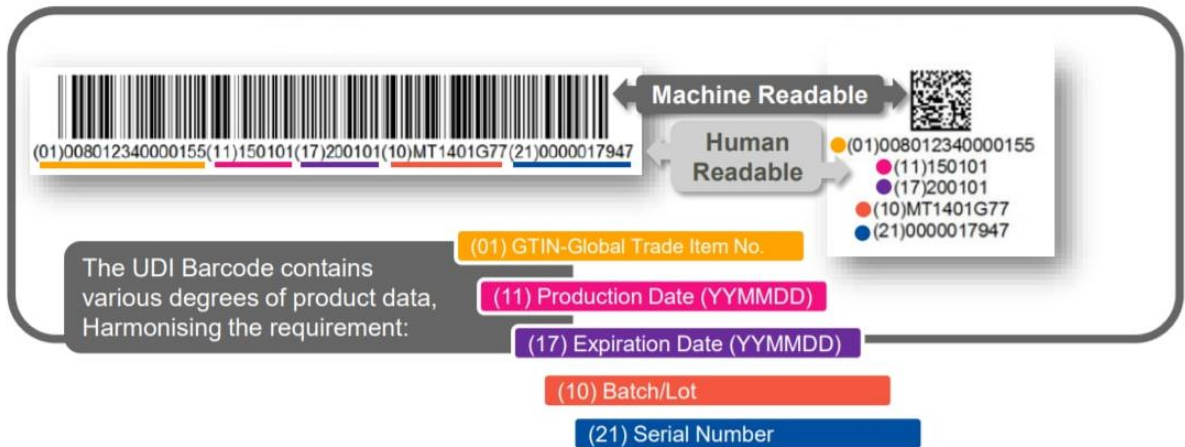 Machine Readable
(01)008012340000155(11)150101(17)200101(10)MT1401G77(21)0000017947
Human
Readable
(01)008012340000155
(11)150101
(17)200101
(10)MT1401G77
(21)0000017947
The UDI Barcode contains
various degrees of product data,
Harmonising the requirement:
(01) GTIN-Global Trade Item No.
(11) Production Date (YYMMDD)
(17) Expiration Date (YYMMDD)
(10) Batch/Lot
(21) Serial Number